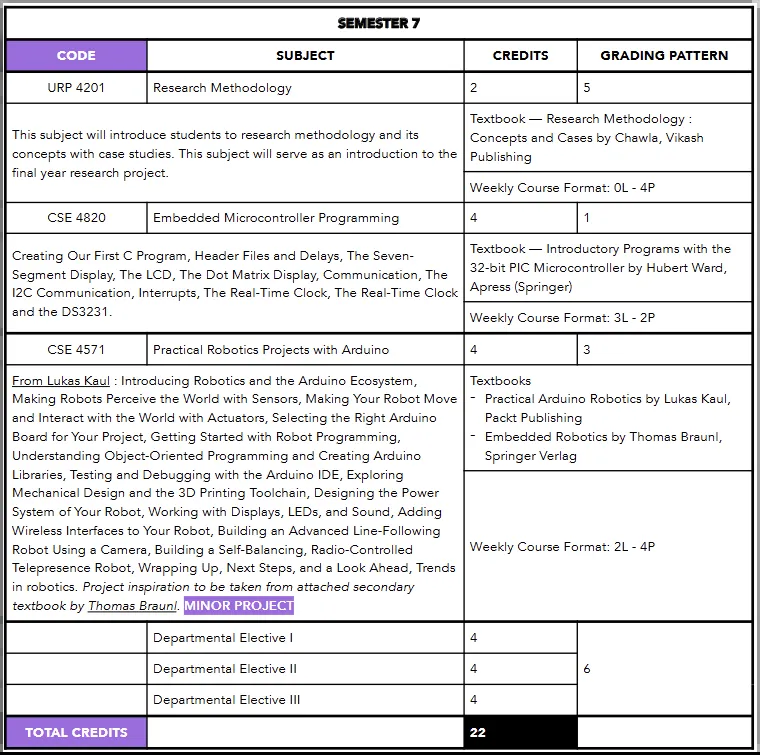 SEMESTER 7
CODE SUBJECT CREDITS GRADING PATTERN
URP 4201 Research Methodology 2 5
This subject will introduce students to research methodology and its
concepts with case studies. This subject will serve as an introduction to the
final year research project.
Textbook — Research Methodology :
Concepts and Cases by Chawla, Vikash
Publishing
Weekly Course Format: 0L - 4P
CSE 4820 Embedded Microcontroller Programming 4 1
Creating Our First C Program, Header Files and Delays, The Seven-
Segment Display, The LCD, The Dot Matrix Display, Communication, The
I2C Communication, Interrupts, The Real-Time Clock, The Real-Time Clock
and the DS3231.
Textbook — Introductory Programs with the
32-bit PIC Microcontroller by Hubert Ward,
Apress (Springer)
Weekly Course Format: 3L - 2P
CSE 4571 Practical Robotics Projects with Arduino 4 3
From Lukas Kaul : Introducing Robotics and the Arduino Ecosystem,
Making Robots Perceive the World with Sensors, Making Your Robot Move
and Interact with the World with Actuators, Selecting the Right Arduino
Board for Your Project, Getting Started with Robot Programming,
Understanding Object-Oriented Programming and Creating Arduino
Libraries, Testing and Debugging with the Arduino IDE, Exploring
Mechanical Design and the 3D Printing Toolchain, Designing the Power
System of Your Robot, Working with Displays, LEDs, and Sound, Adding
Wireless Interfaces to Your Robot, Building an Advanced Line-Following
Robot Using a Camera, Building a Self-Balancing, Radio-Controlled
Telepresence Robot, Wrapping Up, Next Steps, and a Look Ahead, Trends
in robotics. Project inspiration to be taken from attached secondary
textbook by Thomas Braunl. MINOR PROJECT
Textbooks
- Practical Arduino Robotics by Lukas Kaul,
Packt Publishing
- Embedded Robotics by Thomas Braunl,
Springer Verlag
Weekly Course Format: 2L - 4P
Departmental Elective I 4
Departmental Elective II 4 6
Departmental Elective III 4
TOTAL CREDITS 22